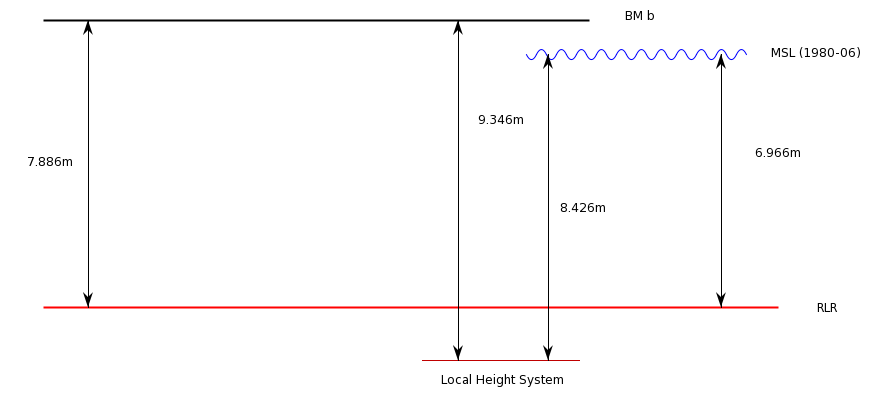 BM b
MSL (1980-06)
9.346m
6.966m
7.886m
8.426m
RLR
Local Height System